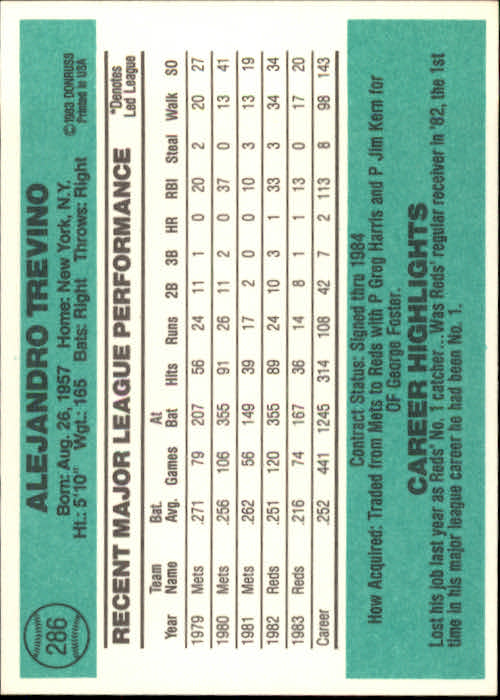 286
ALEJANDRO TREVINO
©1983 DONRUSS
Printed in USA
Born: Aug. 26, 1957 Home: New York, N.Y.
Ht.: 5'10" Wgt.: 165 Bats: Right Throws: Right
RECENT MAJOR LEAGUE PERFORMANCE
*Denotes
Led League
Year Team Name Bat. Avg. Games At Bat Hits Runs 2B 3B HR RBI Steal Walk SO
1979 Mets .271 79 207 56 24 11 1 0 20 2 20 27
1980 Mets .256 106 355 91 26 11 2 0 37 0 13 41
1981 Mets .262 56 149 39 17 2 0 0 10 3 13 19
1982 Reds .251 120 355 89 24 10 3 1 33 3 34 34
1983 Reds .216 74 167 36 14 8 1 1 13 0 17 20
Career .252 441 1245 314 108 42 7 2 113 8 98 143
Contract Status: Signed thru 1984
How Acquired: Traded from Mets to Reds with P Greg Harris and P Jim Kern for
OF George Foster.
CAREER HIGHLIGHTS
Lost his job last year as Reds' No. 1 catcher...Was Reds' regular receiver in '82, the 1st
time in his major league career he had been No. 1.